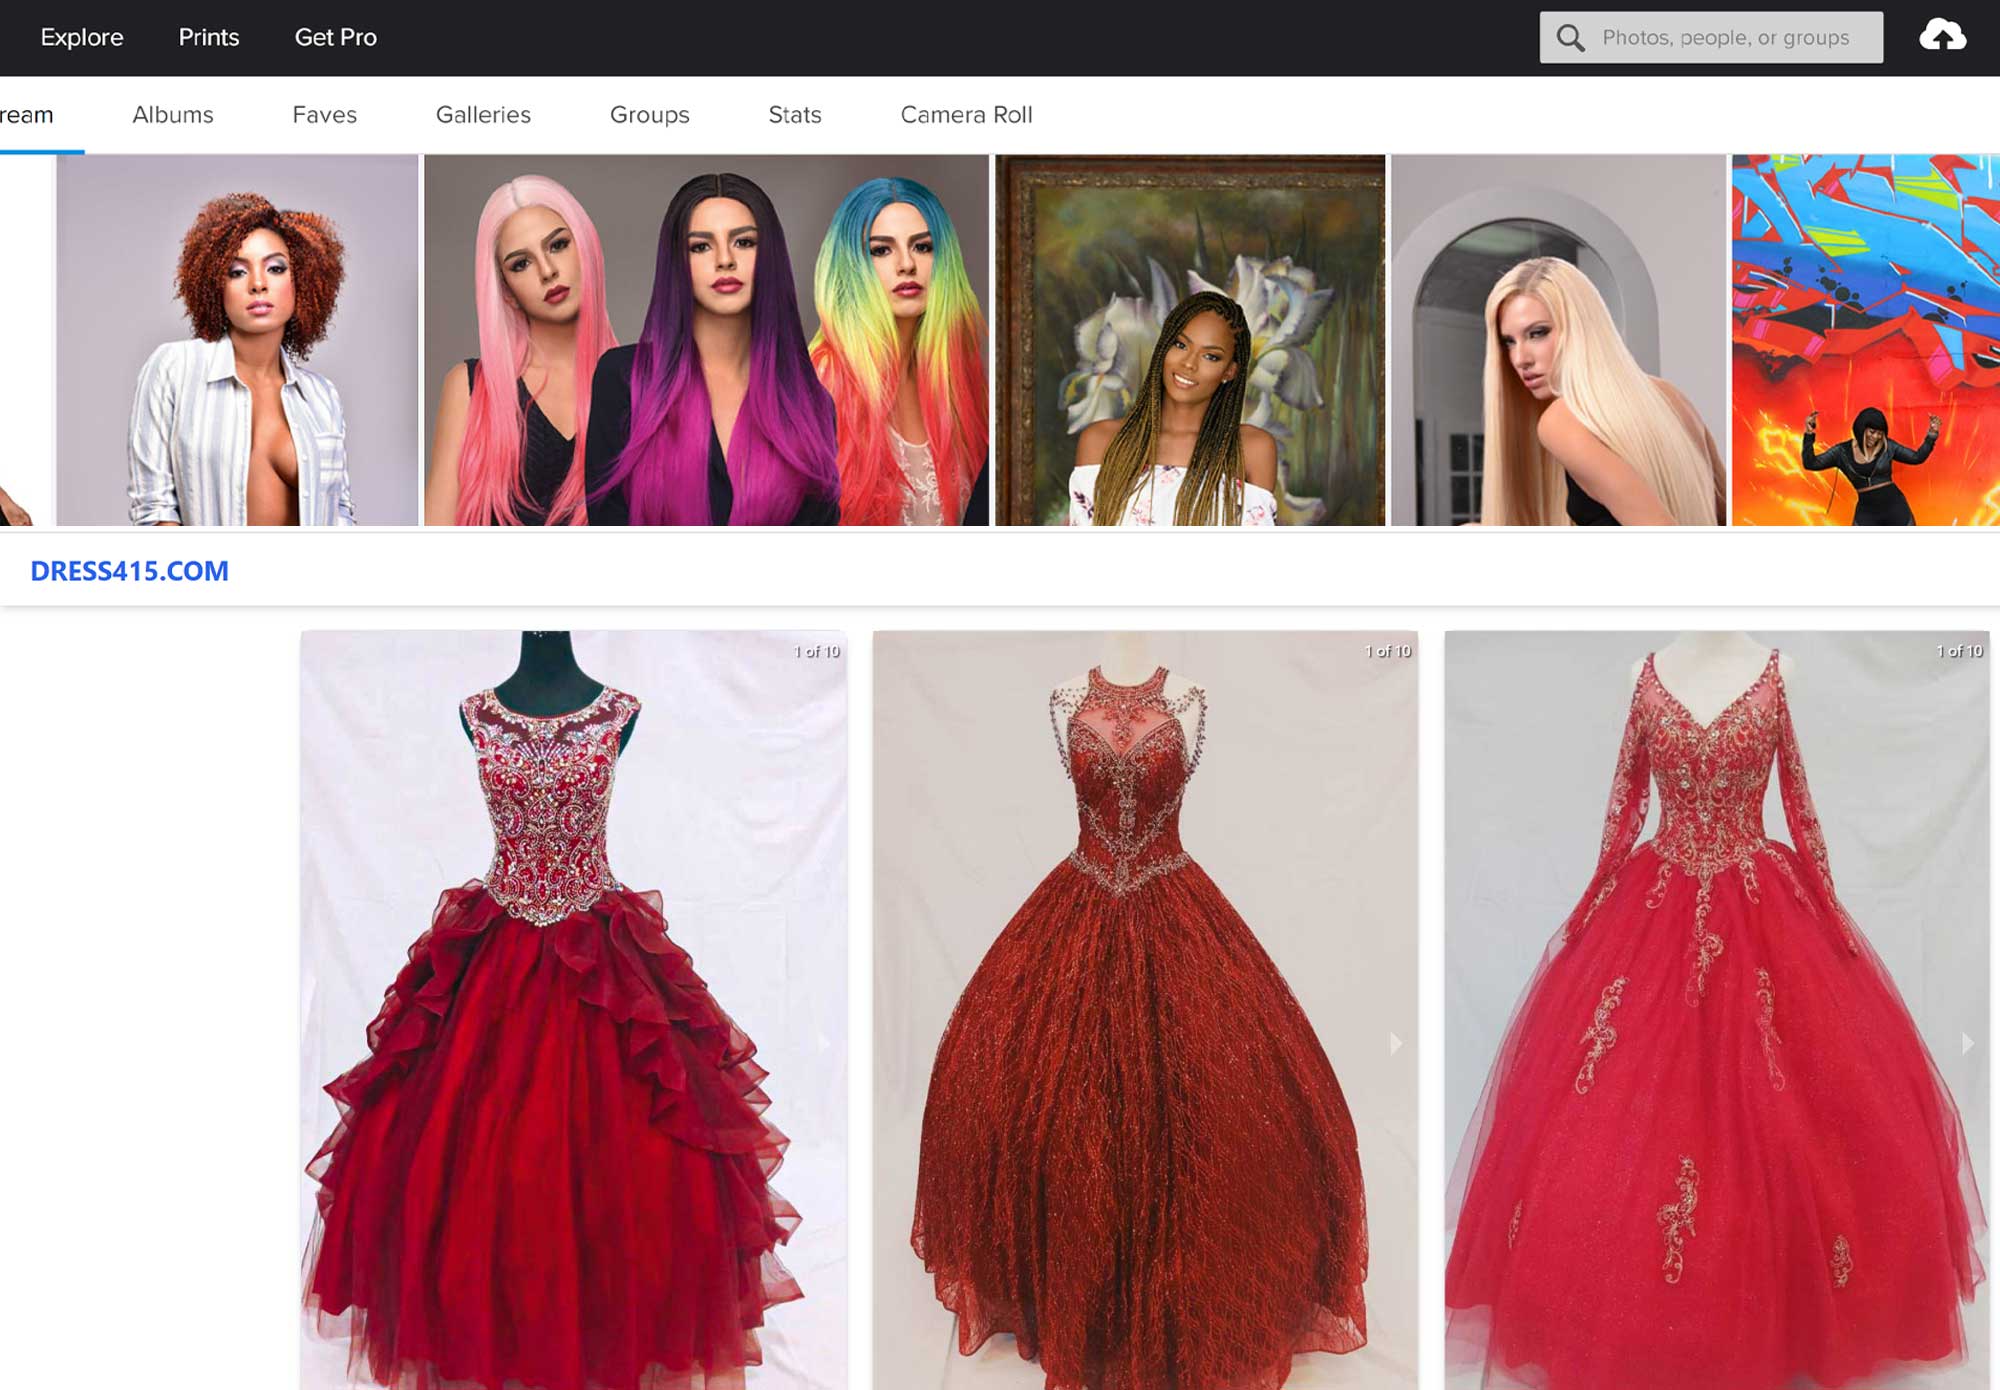 Explore Prints Get Pro Photos, people, or groups
ream Albums Faves Galleries Groups Stats Camera Roll
DRESS415.COM
1 of 10 1 of 10 1 of 10